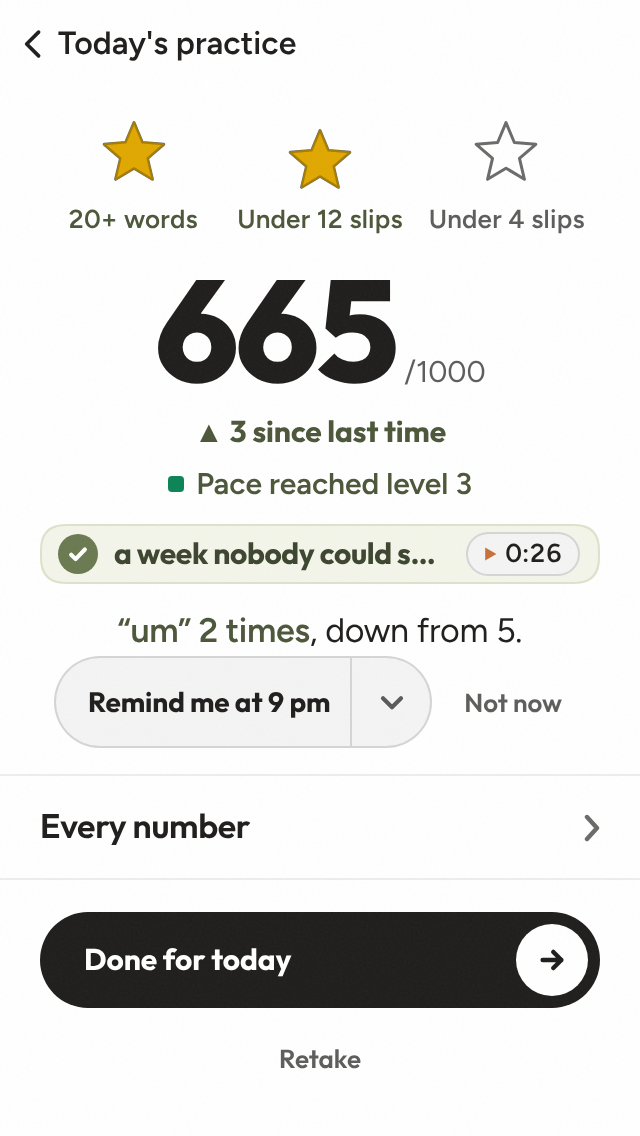 Today's practice
20+ words
Under 12 slips
Under 4 slips
665 /1000
▲ 3 since last time
Pace reached level 3
a week nobody could s...
0:26
“um” 2 times, down from 5.
Remind me at 9 pm
Not now
Every number
Done for today
Retake